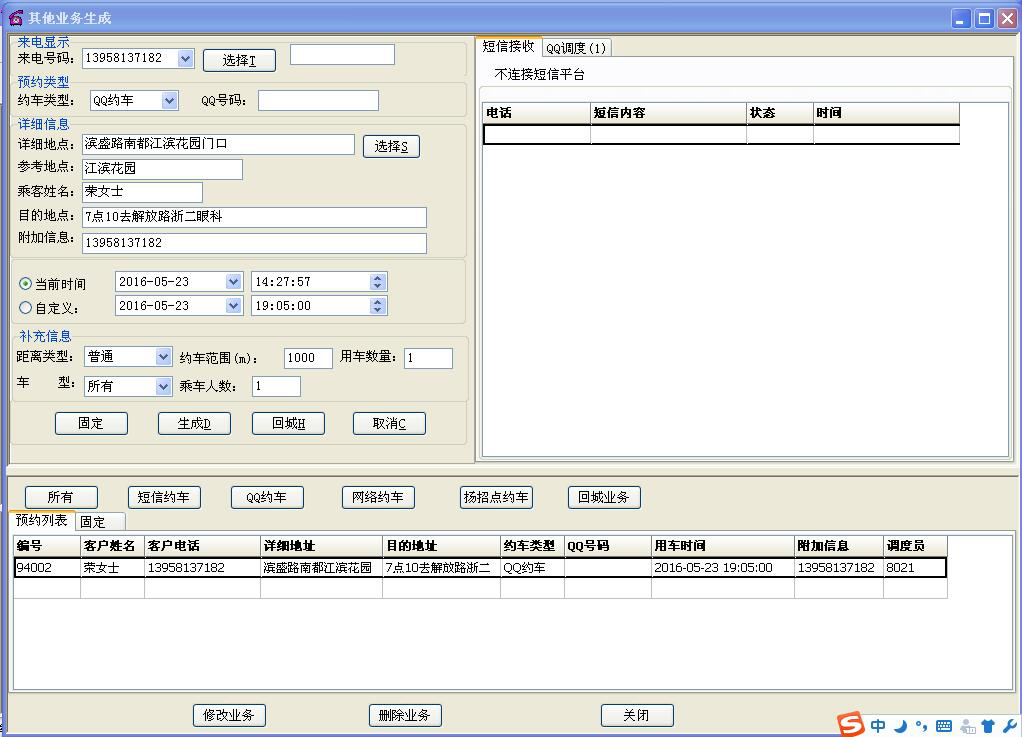 其他业务生成
来电显示
来电号码: 13958137182 选择T
预约类型
约车类型: QQ约车 QQ号码:
详细信息
详细地点: 滨盛路南都江滨花园门口 选择S
参考地点: 江滨花园
乘客姓名: 荣女士
目的地点: 7点10去解放路浙二眼科
附加信息: 13958137182
当前时间 2016-05-23 14:27:57
自定义: 2016-05-23 19:05:00
补充信息
距离类型: 普通 约车范围(m): 1000 用车数量: 1
车 型: 所有 乘车人数: 1
固定 生成D 回城H 取消C
短信接收 QQ调度(1)
不连接短信平台
电话 短信内容 状态 时间
所有 短信约车 QQ约车 网络约车 扬招点约车 回城业务
预约列表 固定
编号 客户姓名 客户电话 详细地址 目的地址 约车类型 QQ号码 用车时间 附加信息 调度员
94002 荣女士 13958137182 滨盛路南都江滨花园 7点10去解放路浙二 QQ约车 2016-05-23 19:05:00 13958137182 8021
修改业务 删除业务 关闭
S 中